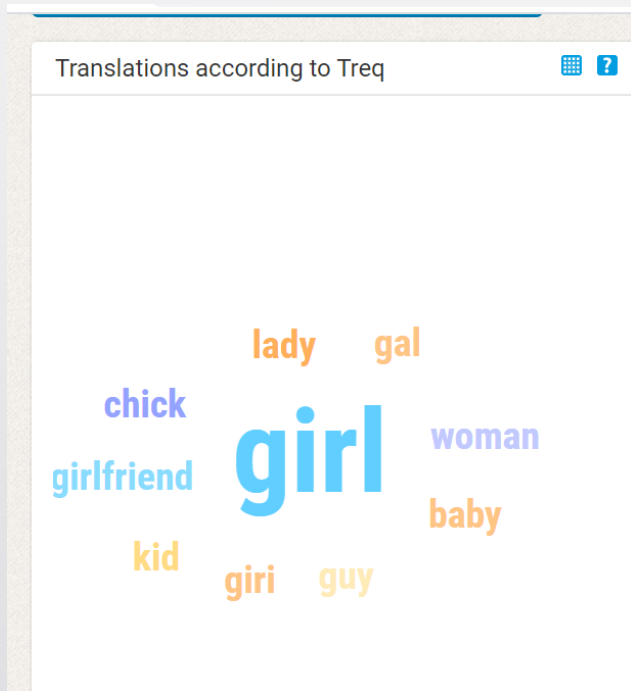 Translations according to Treq
?
lady gal
chick
girl
woman
girlfriend
baby
kid
giri guy